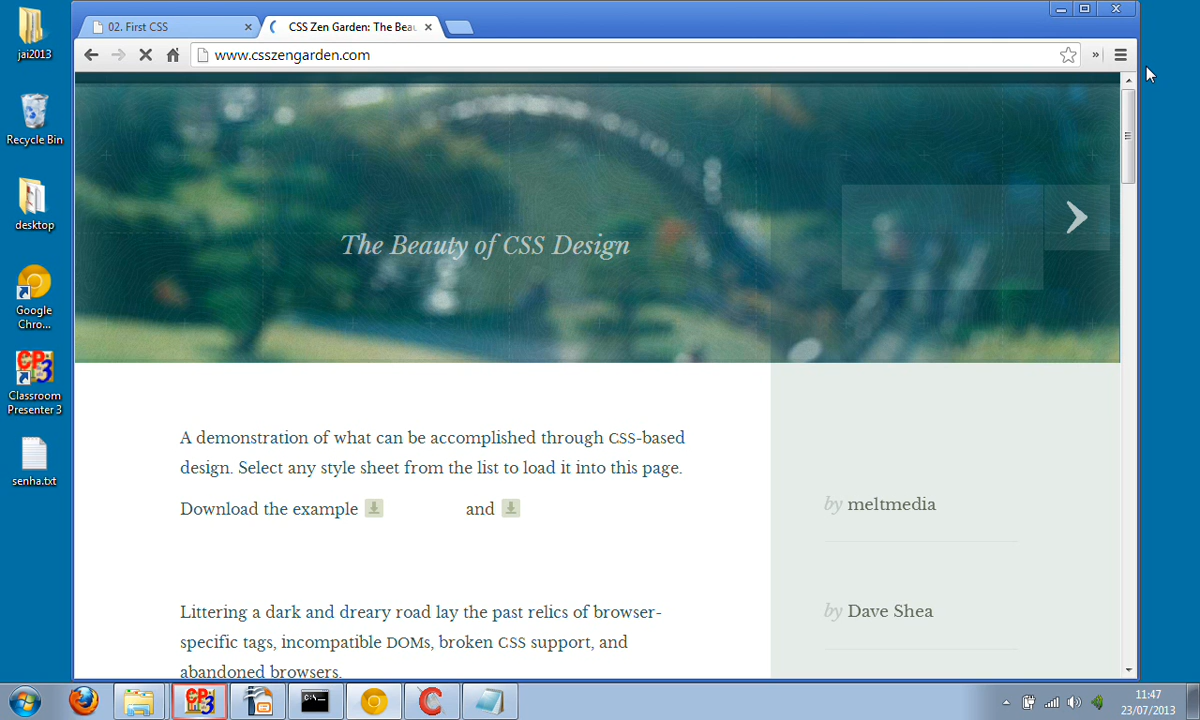 jai2013
Recycle Bin
desktop
Google
Chro...
Classroom
Presenter 3
senha.txt
02. First CSS
CSS Zen Garden: The Beau
www.csszengarden.com
The Beauty of CSS Design
A demonstration of what can be accomplished through CSS-based
design. Select any style sheet from the list to load it into this page.
Download the example and
Littering a dark and dreary road lay the past relics of browser-
specific tags, incompatible DOMs, broken CSS support, and
abandoned browsers.
by meltmedia
by Dave Shea
11:47
23/07/2013